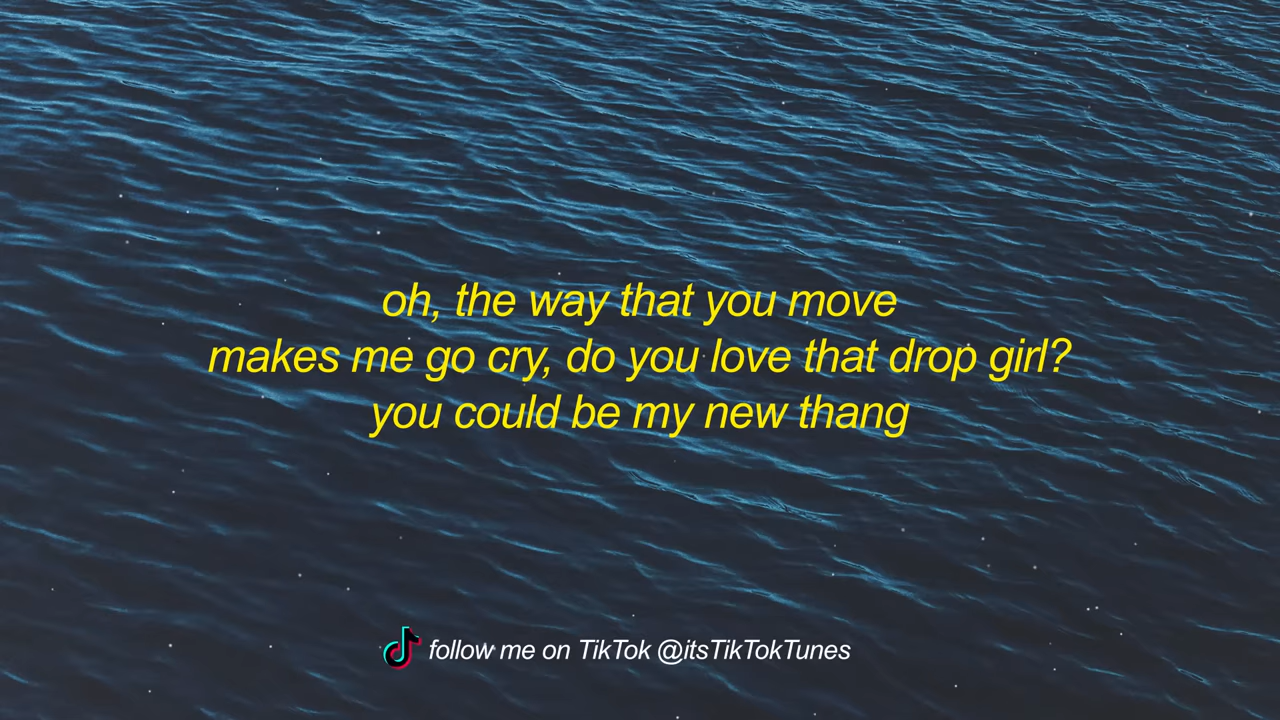 oh, the way that you move
makes me go cry, do you love that drop girl?
you could be my new thang
follow me on TikTok @itsTikTokTunes